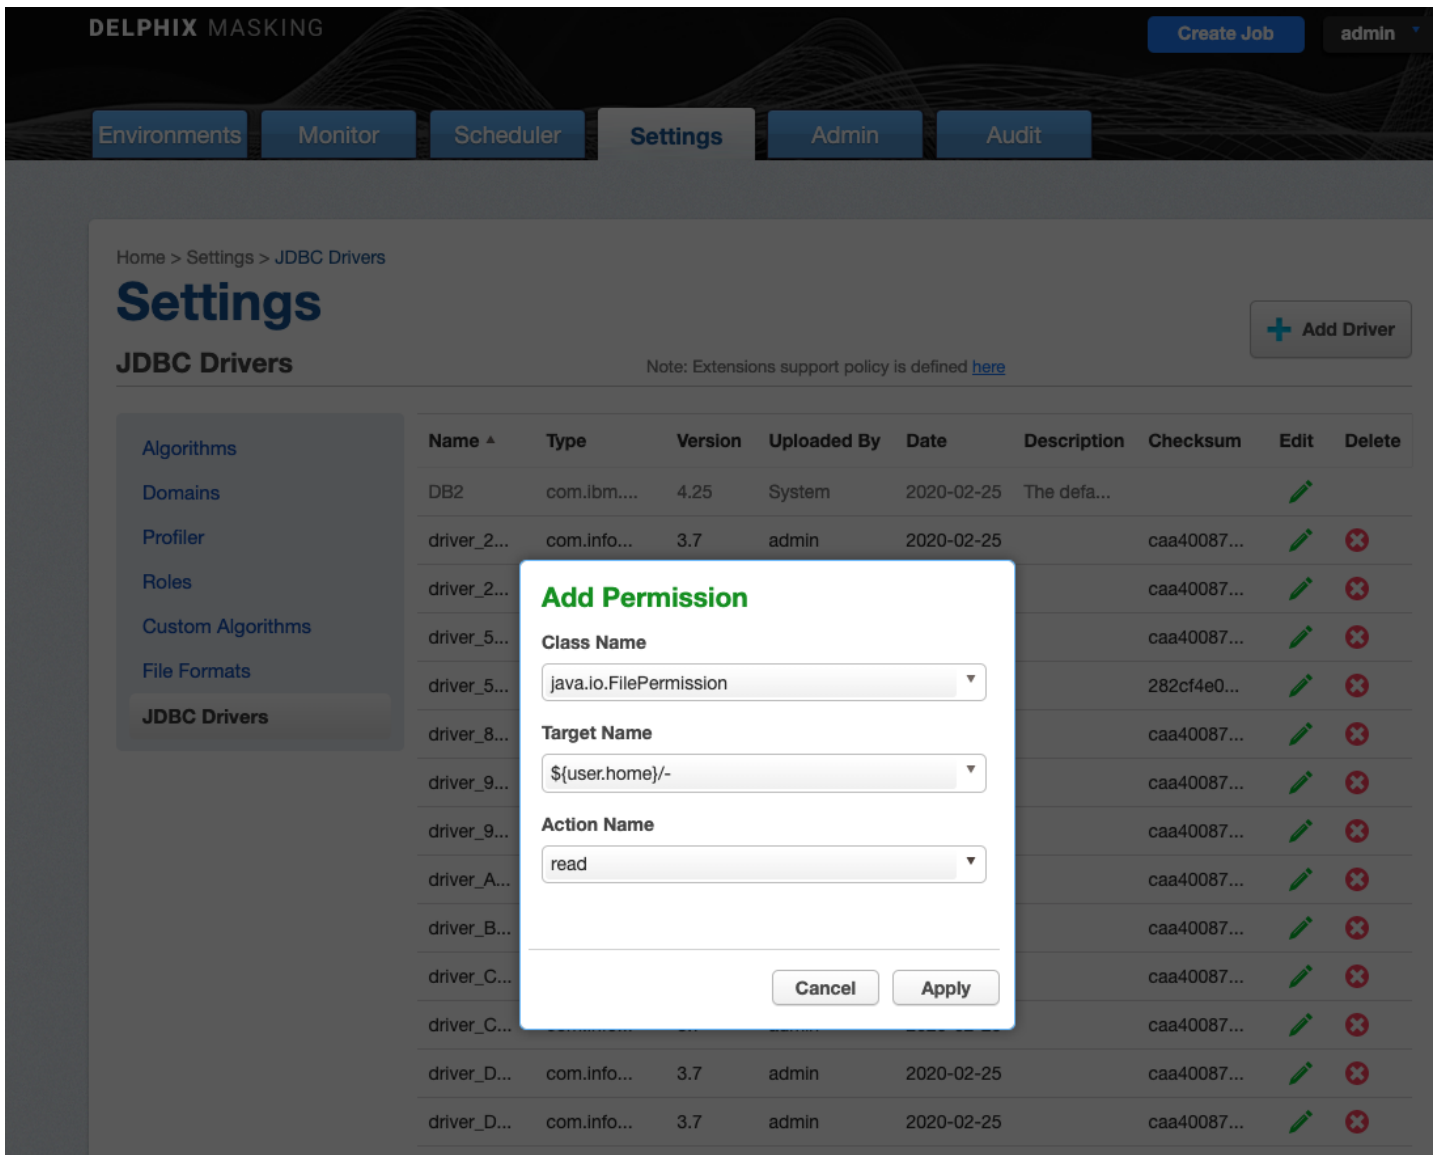 DELPHIX MASKING
Create Job
admin
Environments Monitor Scheduler Settings Admin Audit
Home > Settings > JDBC Drivers
Settings
Add Driver
JDBC Drivers
Note: Extensions support policy is defined here
Algorithms
Domains
Profiler
Roles
Custom Algorithms
File Formats
JDBC Drivers
Name Type Version Uploaded By Date Description Checksum Edit Delete
DB2 com.ibm.... 4.25 System 2020-02-25 The defa...
driver_2... com.info... 3.7 admin 2020-02-25 caa40087...
driver_2... caa40087...
driver_5... caa40087...
driver_5... 282cf4e0...
driver_8... caa40087...
driver_9... caa40087...
driver_9... caa40087...
driver_A... caa40087...
driver_B... caa40087...
driver_C... caa40087...
driver_C... caa40087...
driver_D... com.info... 3.7 admin 2020-02-25 caa40087...
driver_D... com.info... 3.7 admin 2020-02-25 caa40087...
Add Permission
Class Name
java.io.FilePermission
Target Name
${user.home}/-
Action Name
read
Cancel Apply